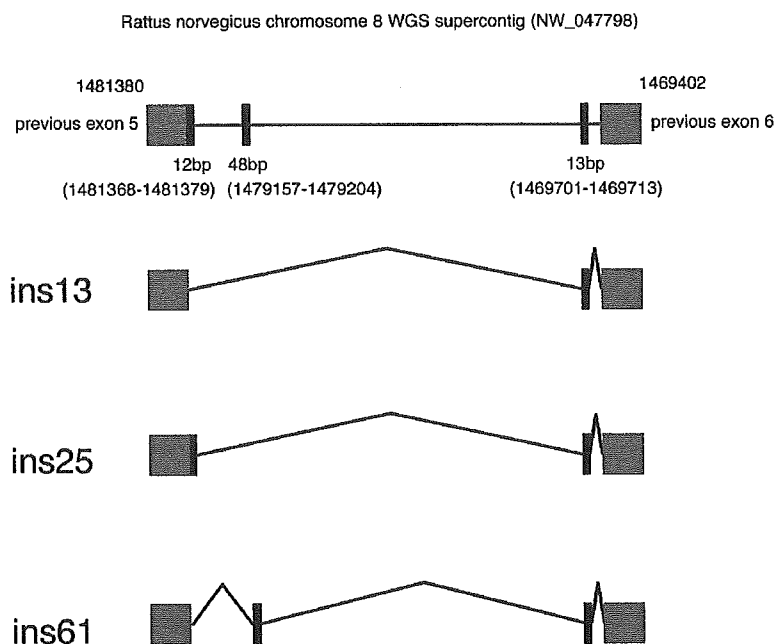 Rattus norvegicus chromosome 8 WGS supercontig (NW_047798)
1481380
1469402
previous exon 5
previous exon 6
12bp
48bp
13bp
(1481368-1481379)
(1479157-1479204)
(1469701-1469713)
ins13
ins25
ins61